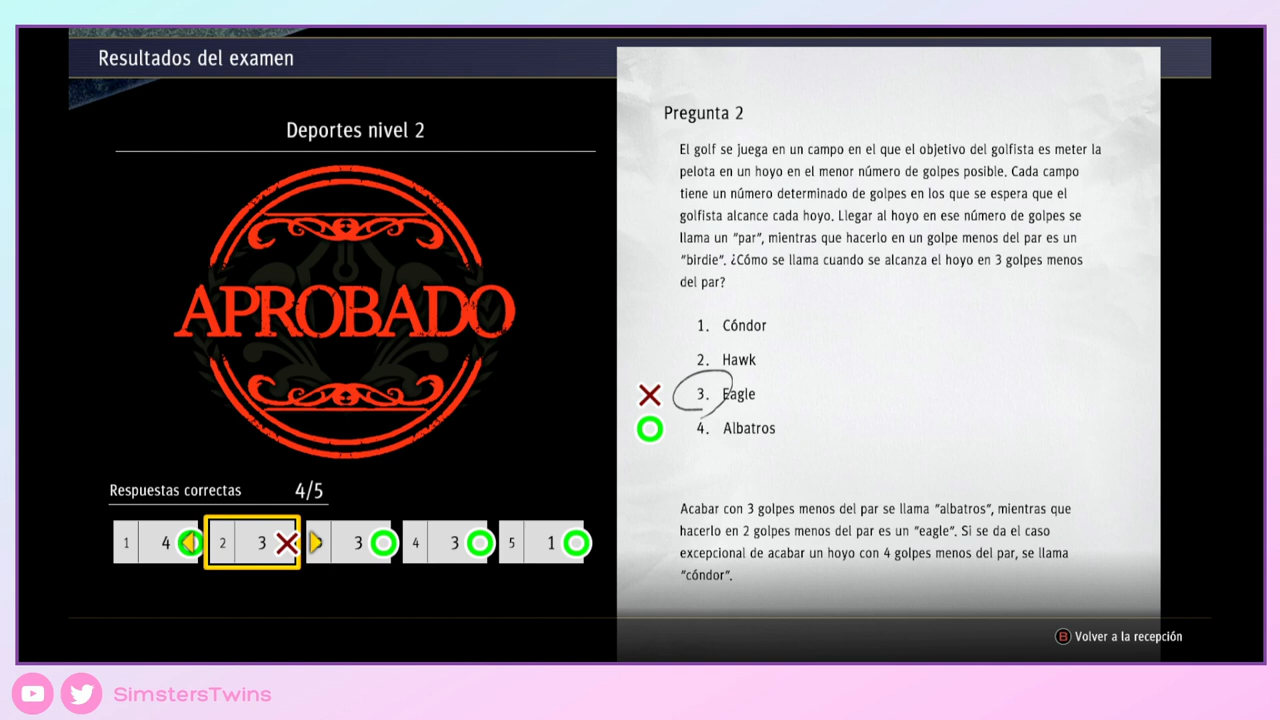 Resultados del examen
Deportes nivel 2
APROBADO
Respuestas correctas 4/5
1 4 2 3 3 4 3 5 1
Pregunta 2
El golf se juega en un campo en el que el objetivo del golfista es meter la
pelota en un hoyo en el menor número de golpes posible. Cada campo
tiene un número determinado de golpes en los que se espera que el
golfista alcance cada hoyo. Llegar al hoyo en ese número de golpes se
llama un "par", mientras que hacerlo en un golpe menos del par es un
"birdie". ¿Cómo se llama cuando se alcanza el hoyo en 3 golpes menos
del par?
1. Cóndor
2. Hawk
3. Eagle
4. Albatros
Acabar con 3 golpes menos del par se llama "albatros", mientras que
hacerlo en 2 golpes menos del par es un "eagle". Si se da el caso
excepcional de acabar un hoyo con 4 golpes menos del par, se llama
"cóndor".
B Volver a la recepción
SimstersTwins